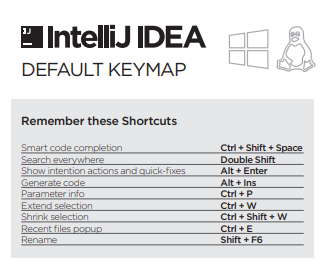 IJ IntelliJ IDEA
DEFAULT KEYMAP
Remember these Shortcuts
Smart code completion Ctrl + Shift + Space
Search everywhere Double Shift
Show intention actions and quick-fixes Alt + Enter
Generate code Alt + Ins
Parameter info Ctrl + P
Extend selection Ctrl + W
Shrink selection Ctrl + Shift + W
Recent files popup Ctrl + E
Rename Shift + F6